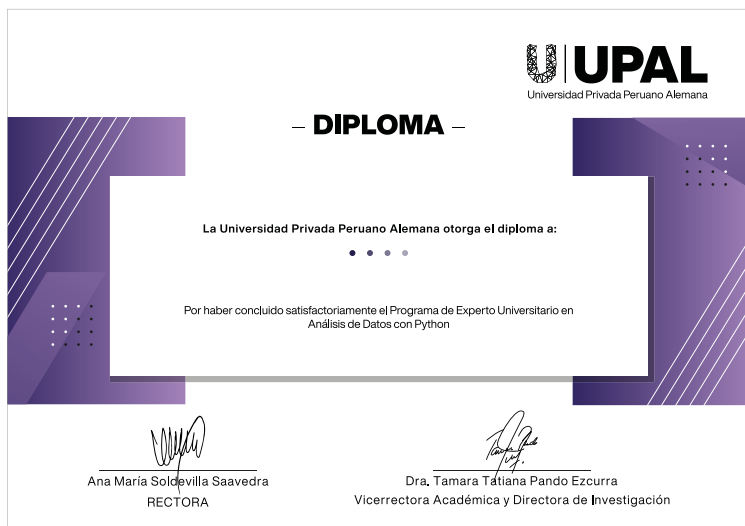 UPAL
Universidad Privada Peruano Alemana
– DIPLOMA –
La Universidad Privada Peruano Alemana otorga el diploma a:
Por haber concluido satisfactoriamente el Programa de Experto Universitario en
Análisis de Datos con Python
Ana María Soldevilla Saavedra
RECTORA
Dra. Tamara Tatiana Pando Ezcurra
Vicerrectora Académica y Directora de Investigación